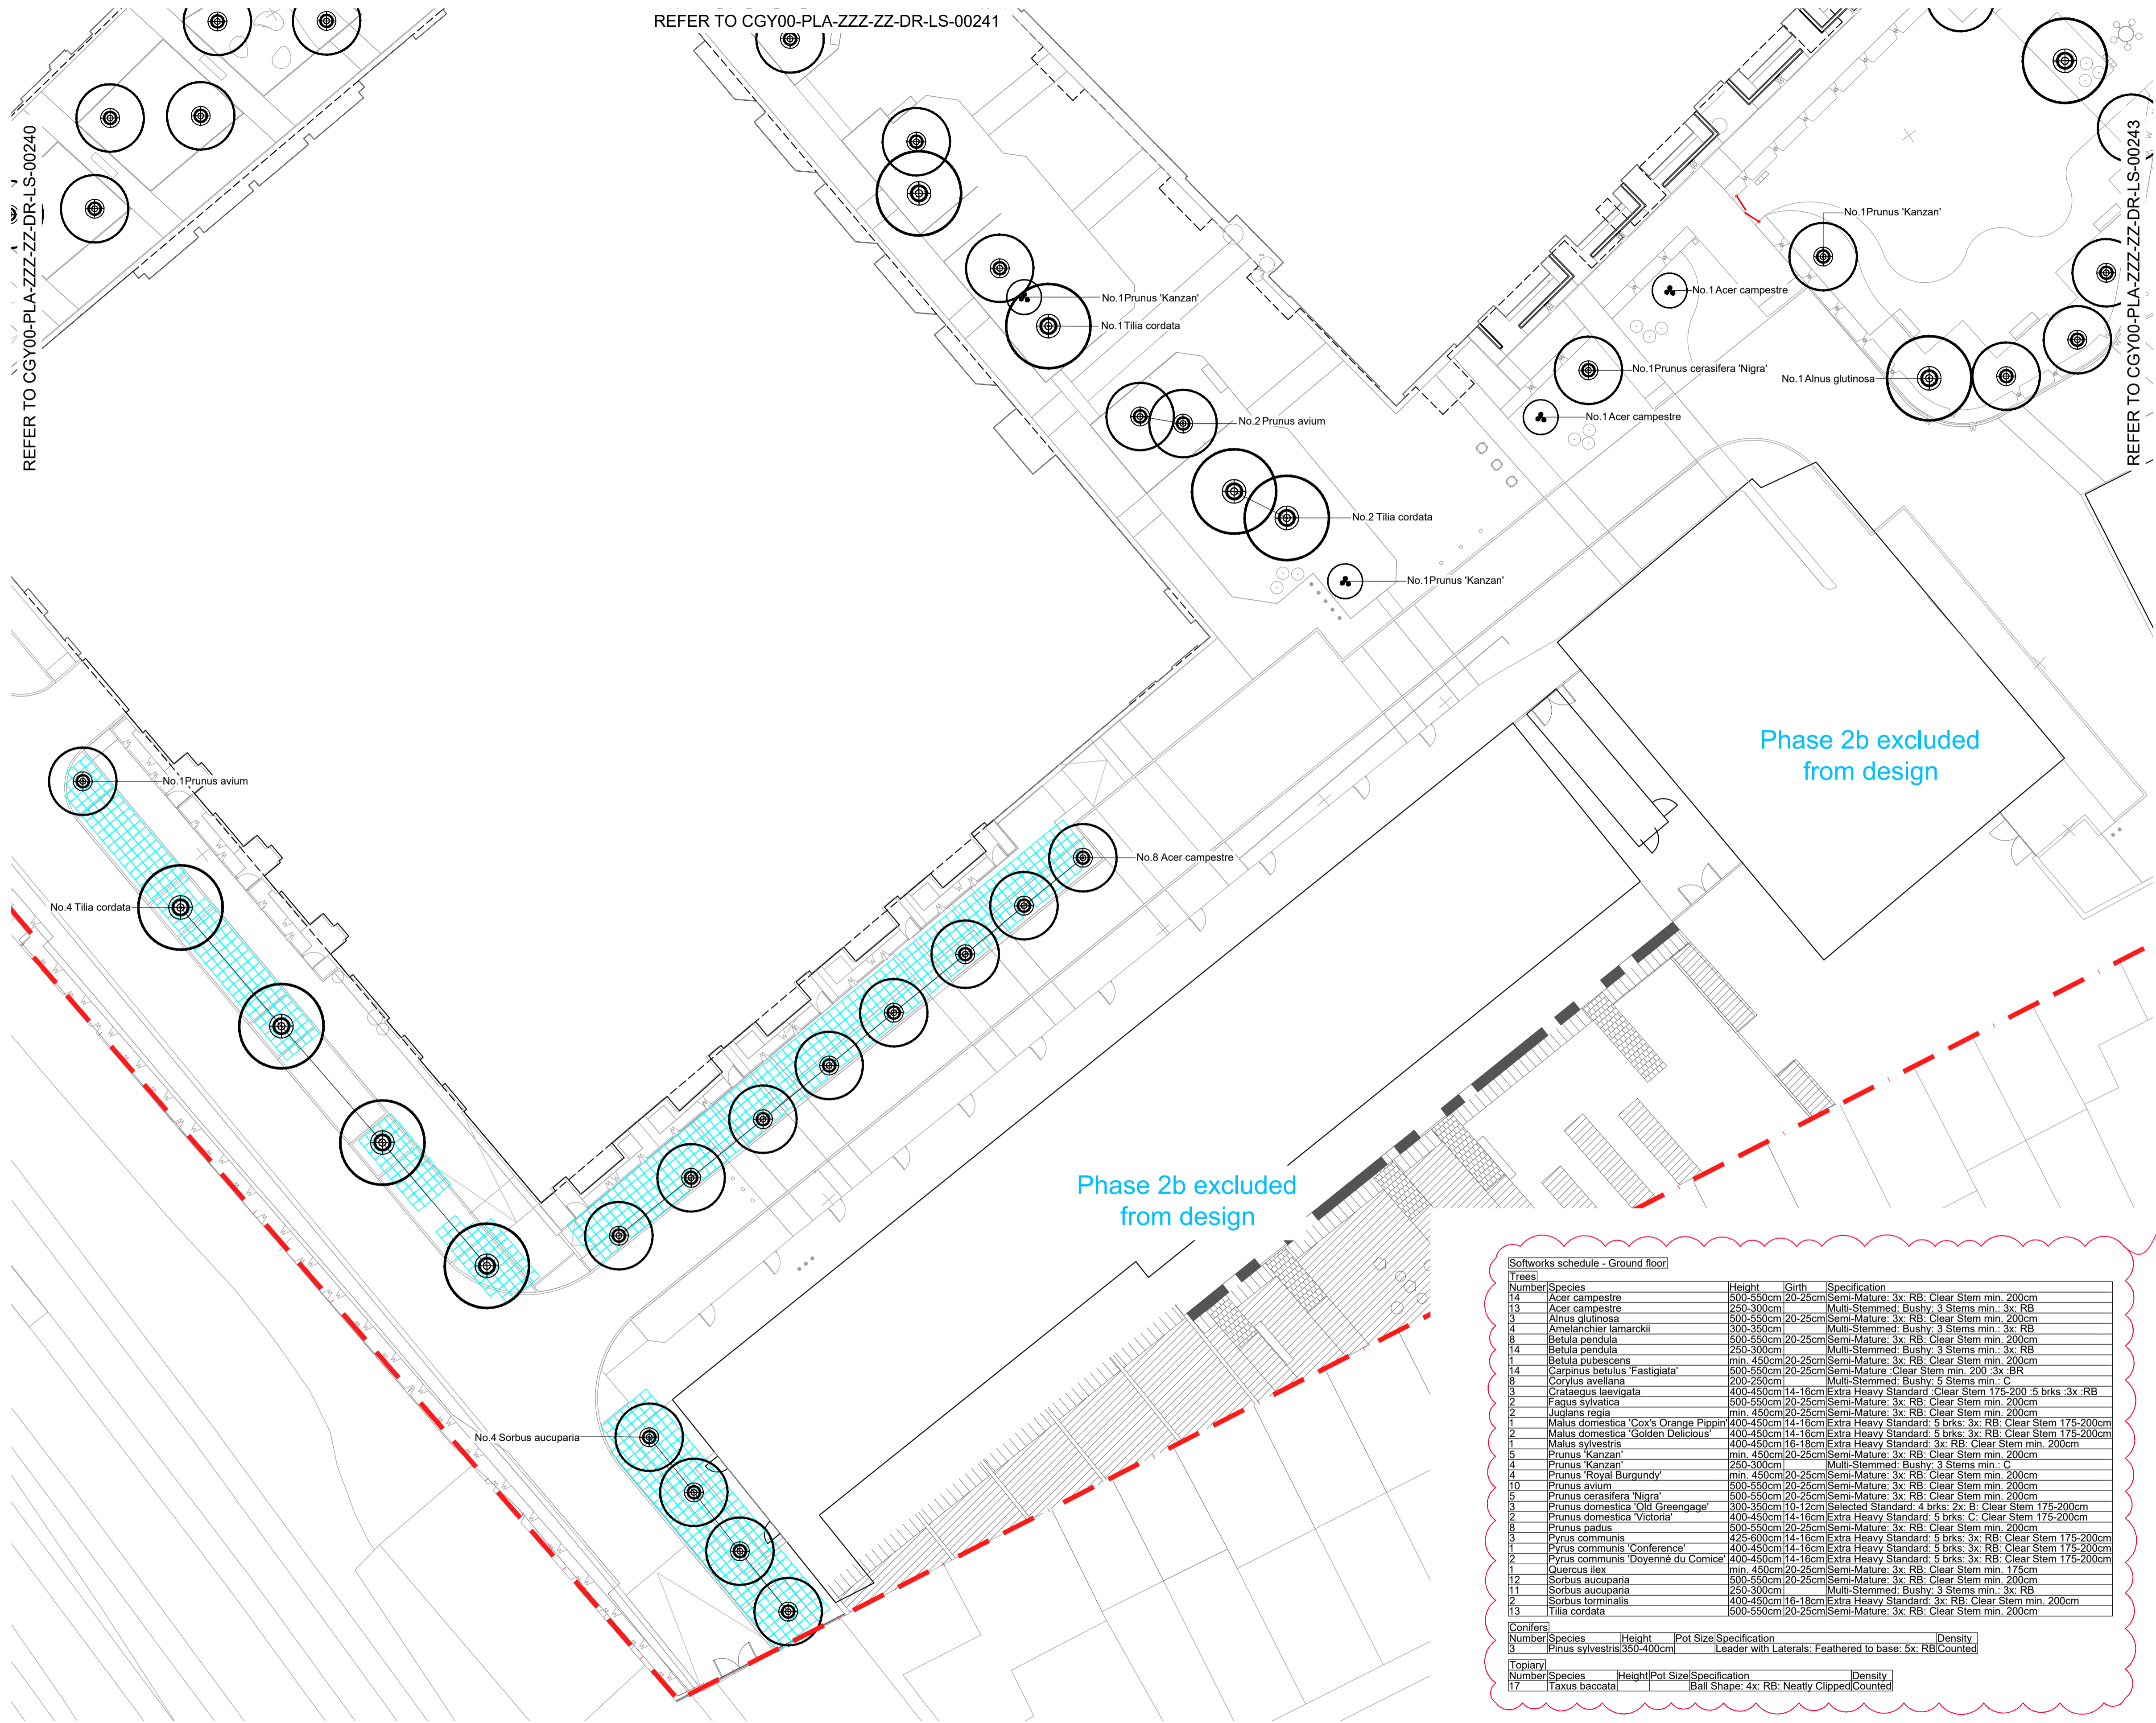 REFER TO CGY00-PLA-ZZZ-ZZ-DR-LS-00241
REFER TO CGY00-PLA-ZZZ-ZZ-DR-LS-00240
REFER TO CGY00-PLA-ZZZ-ZZ-DR-LS-00243
No.1Prunus 'Kanzan'
No.1Acer campestre
No.1Prunus 'Kanzan'
No.1Tilia cordata
No.1Prunus cerasifera 'Nigra'
No.1Alnus glutinosa
No.1Acer campestre
No.2 Prunus avium
No.2 Tilia cordata
No.1Prunus 'Kanzan'
Phase 2b excluded
from design
No.1Prunus avium
No.8 Acer campestre
No.4 Tilia cordata
Phase 2b excluded
from design
No.4 Sorbus aucuparia
Softworks schedule - Ground floor
Trees
Number Species Height Girth Specification
14 Acer campestre 500-550cm 20-25cm Semi-Mature: 3x: RB: Clear Stem min. 200cm
13 Acer campestre 250-300cm Multi-Stemmed: Bushy: 3 Stems min.: 3x: RB
3 Alnus glutinosa 500-550cm 20-25cm Semi-Mature: 3x: RB: Clear Stem min. 200cm
4 Amelanchier lamarckii 300-350cm Multi-Stemmed: Bushy: 3 Stems min.: 3x: RB
8 Betula pendula 500-550cm 20-25cm Semi-Mature: 3x: RB: Clear Stem min. 200cm
14 Betula pendula 250-300cm Multi-Stemmed: Bushy: 3 Stems min.: 3x: RB
1 Betula pubescens min. 450cm 20-25cm Semi-Mature: 3x: RB: Clear Stem min. 200cm
14 Carpinus betulus 'Fastigiata' 500-550cm 20-25cm Semi-Mature :Clear Stem min. 200 :3x :BR
8 Corylus avellana 200-250cm Multi-Stemmed: Bushy: 5 Stems min.: C
3 Crataegus laevigata 400-450cm 14-16cm Extra Heavy Standard :Clear Stem 175-200 :5 brks :3x :RB
2 Fagus sylvatica 500-550cm 20-25cm Semi-Mature: 3x: RB: Clear Stem min. 200cm
2 Juglans regia min. 450cm 20-25cm Semi-Mature: 3x: RB: Clear Stem min. 200cm
1 Malus domestica 'Cox's Orange Pippin' 400-450cm 14-16cm Extra Heavy Standard: 5 brks: 3x: RB: Clear Stem 175-200cm
2 Malus domestica 'Golden Delicious' 400-450cm 14-16cm Extra Heavy Standard: 5 brks: 3x: RB: Clear Stem 175-200cm
1 Malus sylvestris 400-450cm 16-18cm Extra Heavy Standard: 3x: RB: Clear Stem min. 200cm
5 Prunus 'Kanzan' min. 450cm 20-25cm Semi-Mature: 3x: RB: Clear Stem min. 200cm
4 Prunus 'Kanzan' 250-300cm Multi-Stemmed: Bushy: 3 Stems min.: C
4 Prunus 'Royal Burgundy' min. 450cm 20-25cm Semi-Mature: 3x: RB: Clear Stem min. 200cm
10 Prunus avium 500-550cm 20-25cm Semi-Mature: 3x: RB: Clear Stem min. 200cm
5 Prunus cerasifera 'Nigra' 500-550cm 20-25cm Semi-Mature: 3x: RB: Clear Stem min. 200cm
3 Prunus domestica 'Old Greengage' 300-350cm 10-12cm Selected Standard: 4 brks: 2x: B: Clear Stem 175-200cm
2 Prunus domestica 'Victoria' 400-450cm 14-16cm Extra Heavy Standard: 5 brks: C: Clear Stem 175-200cm
8 Prunus padus 500-550cm 20-25cm Semi-Mature: 3x: RB: Clear Stem min. 200cm
3 Pyrus communis 425-600cm 14-16cm Extra Heavy Standard: 5 brks: 3x: RB: Clear Stem 175-200cm
1 Pyrus communis 'Conference' 400-450cm 14-16cm Extra Heavy Standard: 5 brks: 3x: RB: Clear Stem 175-200cm
2 Pyrus communis 'Doyenné du Comice' 400-450cm 14-16cm Extra Heavy Standard: 5 brks: 3x: RB: Clear Stem 175-200cm
1 Quercus ilex min. 450cm 20-25cm Semi-Mature: 3x: RB: Clear Stem min. 175cm
12 Sorbus aucuparia 500-550cm 20-25cm Semi-Mature: 3x: RB: Clear Stem min. 200cm
11 Sorbus aucuparia 250-300cm Multi-Stemmed: Bushy: 3 Stems min.: 3x: RB
2 Sorbus torminalis 400-450cm 16-18cm Extra Heavy Standard: 3x: RB: Clear Stem min. 200cm
13 Tilia cordata 500-550cm 20-25cm Semi-Mature: 3x: RB: Clear Stem min. 200cm
Conifers
Number Species Height Pot Size Specification Density
3 Pinus sylvestris 350-400cm Leader with Laterals: Feathered to base: 5x: RB Counted
Topiary
Number Species Height Pot Size Specification Density
17 Taxus baccata Ball Shape: 4x: RB: Neatly Clipped Counted